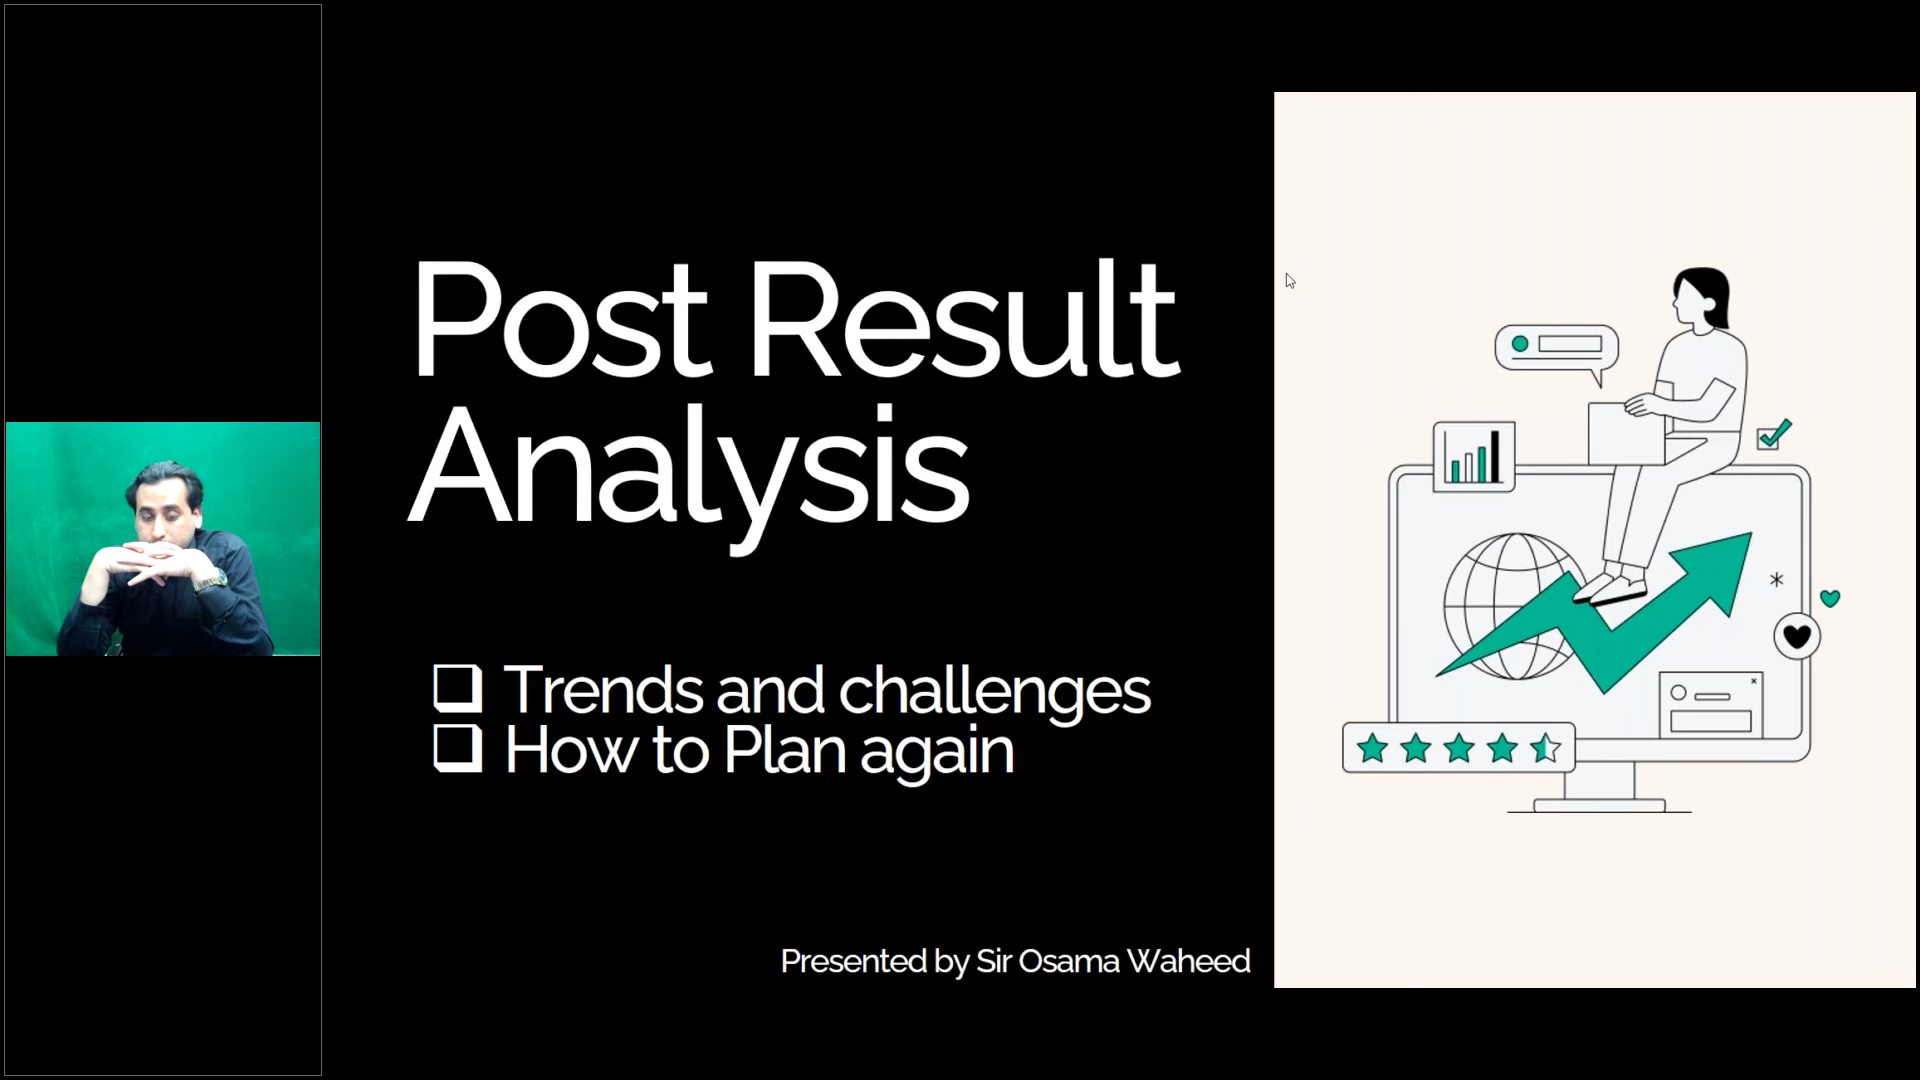 Post Result
Analysis
❑ Trends and challenges
❑ How to Plan again
Presented by Sir Osama Waheed